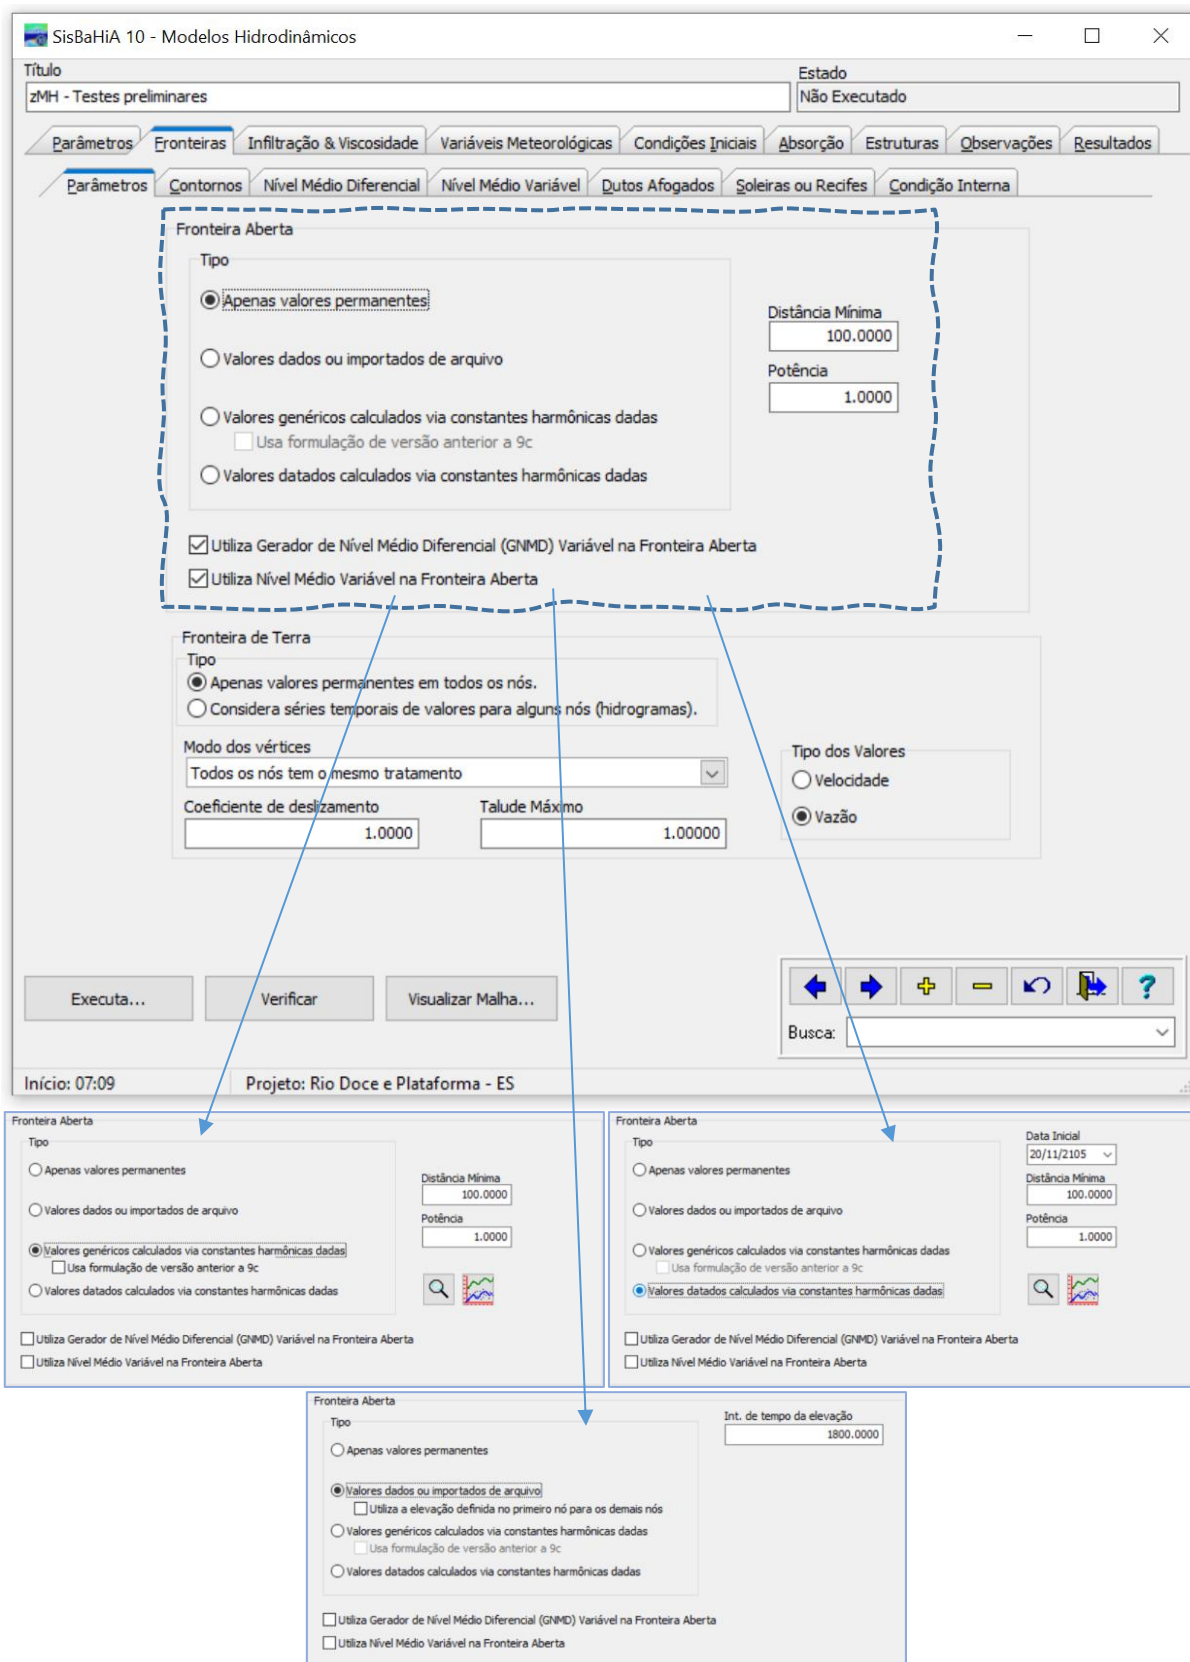 SisBaHiA 10 - Modelos Hidrodinâmicos
Título
Estado
zMH - Testes preliminares
Não Executado
Parâmetros Fronteiras Infiltração & Viscosidade Variáveis Meteorológicas Condições Iniciais Absorção Estruturas Observações Resultados
Parâmetros Contornos Nível Médio Diferencial Nível Médio Variável Dutos Afogados Soleiras ou Recifes Condição Interna
Fronteira Aberta
Tipo
Apenas valores permanentes
Distância Mínima
100.0000
Valores dados ou importados de arquivo
Potência
1.0000
Valores genéricos calculados via constantes harmônicas dadas
Usa formulação de versão anterior a 9c
Valores datados calculados via constantes harmônicas dadas
Utiliza Gerador de Nível Médio Diferencial (GNMD) Variável na Fronteira Aberta
Utiliza Nível Médio Variável na Fronteira Aberta
Fronteira de Terra
Tipo
Apenas valores permanentes em todos os nós.
Considera séries temporais de valores para alguns nós (hidrogramas).
Modo dos vértices
Todos os nós tem o mesmo tratamento
Tipo dos Valores
Velocidade
Vazão
Coeficiente de deslizamento
Talude Máximo
1.0000
1.00000
Executa...
Verificar
Visualizar Malha...
?
Busca:
Início: 07:09
Projeto: Rio Doce e Plataforma - ES
Fronteira Aberta
Tipo
Apenas valores permanentes
Distância Mínima
100.0000
Valores dados ou importados de arquivo
Potência
1.0000
Valores genéricos calculados via constantes harmônicas dadas
Usa formulação de versão anterior a 9c
Valores datados calculados via constantes harmônicas dadas
Utiliza Gerador de Nível Médio Diferencial (GNMD) Variável na Fronteira Aberta
Utiliza Nível Médio Variável na Fronteira Aberta
Fronteira Aberta
Tipo
Data Inicial
20/11/2105
Apenas valores permanentes
Distância Mínima
100.0000
Valores dados ou importados de arquivo
Potência
1.0000
Valores genéricos calculados via constantes harmônicas dadas
Usa formulação de versão anterior a 9c
Valores datados calculados via constantes harmônicas dadas
Utiliza Gerador de Nível Médio Diferencial (GNMD) Variável na Fronteira Aberta
Utiliza Nível Médio Variável na Fronteira Aberta
Fronteira Aberta
Tipo
Int. de tempo da elevação
1800.0000
Apenas valores permanentes
Valores dados ou importados de arquivo
Utiliza a elevação definida no primeiro nó para os demais nós
Valores genéricos calculados via constantes harmônicas dadas
Usa formulação de versão anterior a 9c
Valores datados calculados via constantes harmônicas dadas
Utiliza Gerador de Nível Médio Diferencial (GNMD) Variável na Fronteira Aberta
Utiliza Nível Médio Variável na Fronteira Aberta